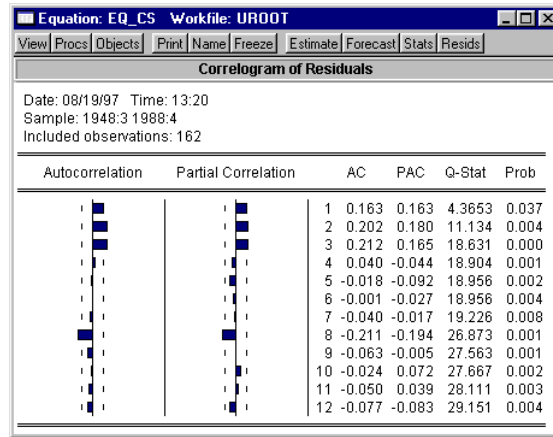 Equation: EQ_CS Workfile: UROOT
View Procs Objects Print Name Freeze Estimate Forecast Stats Resids
Correlogram of Residuals
Date: 08/19/97 Time: 13:20
Sample: 1948:3 1988:4
Included observations: 162
Autocorrelation Partial Correlation AC PAC Q-Stat Prob
1 0.163 0.163 4.3653 0.037
2 0.202 0.180 11.134 0.004
3 0.212 0.165 18.631 0.000
4 0.040 -0.044 18.904 0.001
5 -0.018 -0.092 18.956 0.002
6 -0.001 -0.027 18.956 0.004
7 -0.040 -0.017 19.226 0.008
8 -0.211 -0.194 26.873 0.001
9 -0.063 -0.005 27.563 0.001
10 -0.024 0.072 27.667 0.002
11 -0.050 0.039 28.111 0.003
12 -0.077 -0.083 29.151 0.004